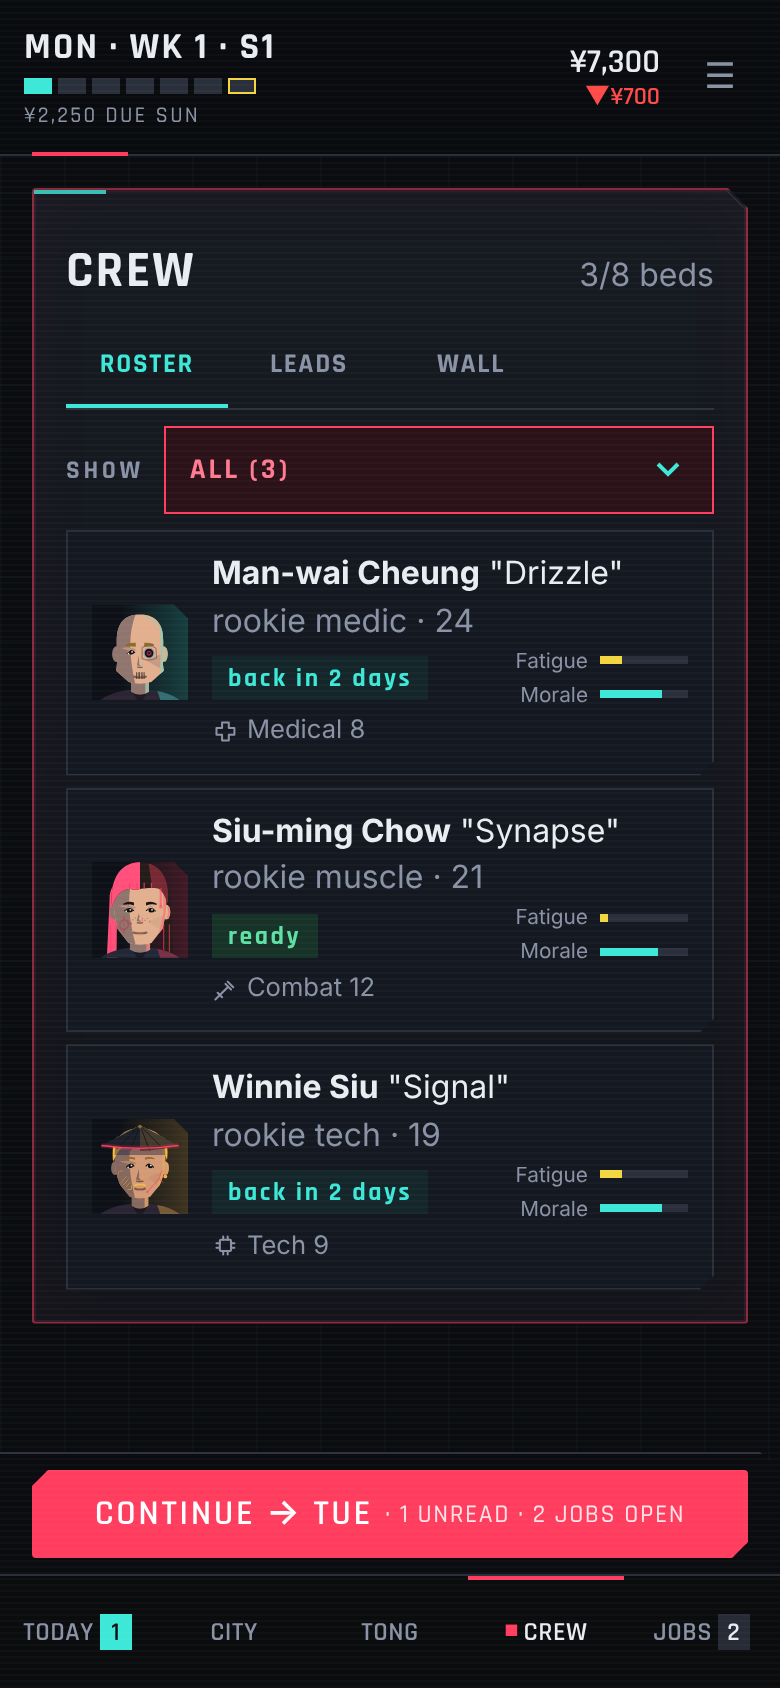 MON · WK 1 · S1
¥7,300
▼¥700
¥2,250 DUE SUN
CREW
3/8 beds
ROSTER LEADS WALL
SHOW ALL (3)
Man-wai Cheung "Drizzle"
rookie medic · 24
back in 2 days
Fatigue
Morale
Medical 8
Siu-ming Chow "Synapse"
rookie muscle · 21
ready
Fatigue
Morale
Combat 12
Winnie Siu "Signal"
rookie tech · 19
back in 2 days
Fatigue
Morale
Tech 9
CONTINUE → TUE · 1 UNREAD · 2 JOBS OPEN
TODAY 1 CITY TONG CREW JOBS 2